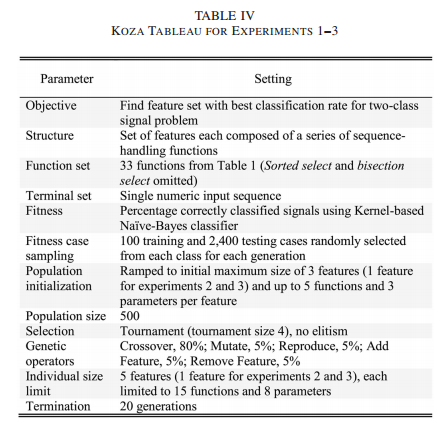 TABLE IV
KOZA TABLEAU FOR EXPERIMENTS 1–3
Parameter Setting
Objective Find feature set with best classification rate for two-class
signal problem
Structure Set of features each composed of a series of sequence-
handling functions
Function set 33 functions from Table 1 (Sorted select and bisection
select omitted)
Terminal set Single numeric input sequence
Fitness Percentage correctly classified signals using Kernel-based
Naïve-Bayes classifier
Fitness case 100 training and 2,400 testing cases randomly selected
sampling from each class for each generation
Population Ramped to initial maximum size of 3 features (1 feature
initialization for experiments 2 and 3) and up to 5 functions and 3
parameters per feature
Population size 500
Selection Tournament (tournament size 4), no elitism
Genetic Crossover, 80%; Mutate, 5%; Reproduce, 5%; Add
operators Feature, 5%; Remove Feature, 5%
Individual size 5 features (1 feature for experiments 2 and 3), each
limit limited to 15 functions and 8 parameters
Termination 20 generations